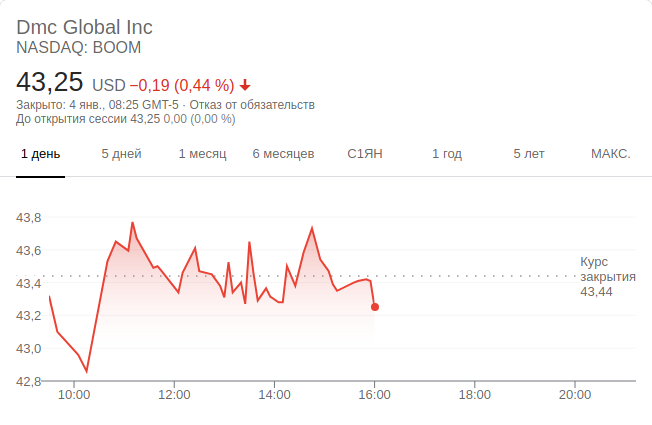 Dmc Global Inc
NASDAQ: BOOM
43,25 USD −0,19 (0,44 %)
Закрыто: 4 янв., 08:25 GMT-5 · Отказ от обязательств
До открытия сессии 43,25 0,00 (0,00 %)
1 день 5 дней 1 месяц 6 месяцев С1ЯН 1 год 5 лет МАКС.
43,8
43,6
43,4
43,2
43,0
42,8
Курс
закрытия
43,44
10:00 12:00 14:00 16:00 18:00 20:00